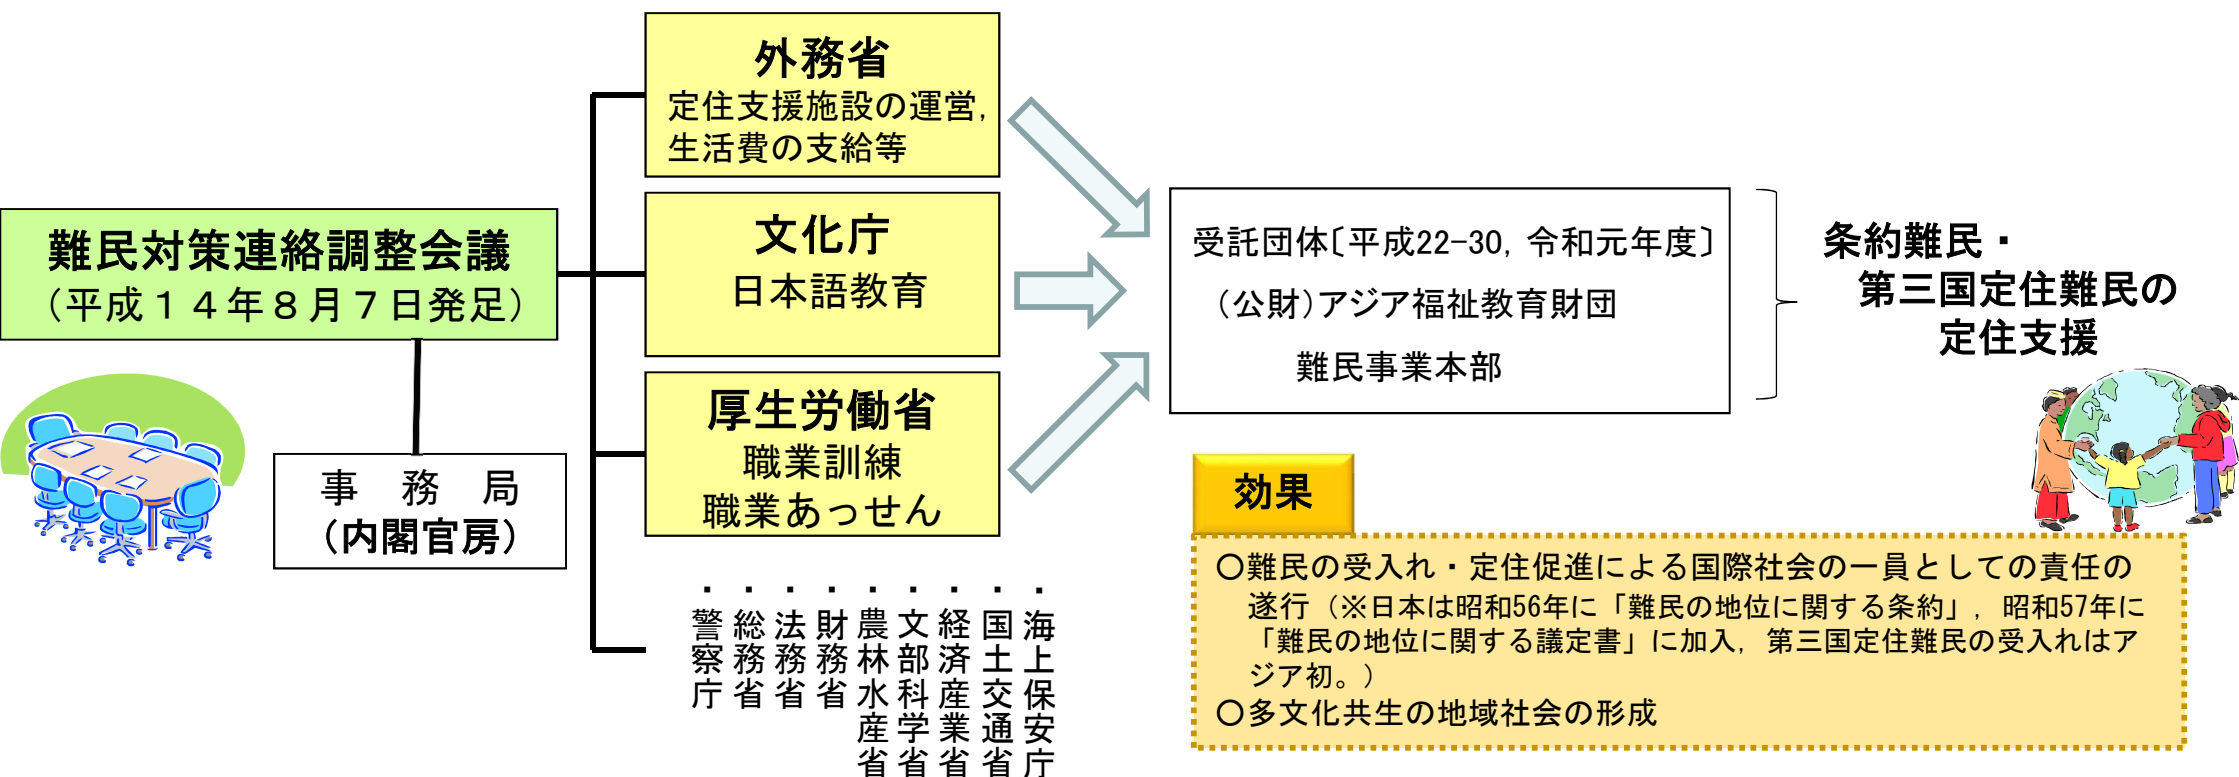 難民対策連絡調整会議
（平成１４年８月７日発足）
事　務　局
（内閣官房）
外務省
定住支援施設の運営，
生活費の支給等
文化庁
日本語教育
厚生労働省
職業訓練
職業あっせん
・警察庁
・総務省
・法務省
・財務省
・農林水産省
・文部科学省
・経済産業省
・国土交通省
・海上保安庁
受託団体〔平成22-30，令和元年度〕
（公財）アジア福祉教育財団
難民事業本部
条約難民・
第三国定住難民の
定住支援
効果
○難民の受入れ・定住促進による国際社会の一員としての責任の
遂行（※日本は昭和56年に「難民の地位に関する条約」，昭和57年に
「難民の地位に関する議定書」に加入，第三国定住難民の受入れはア
ジア初。）
○多文化共生の地域社会の形成